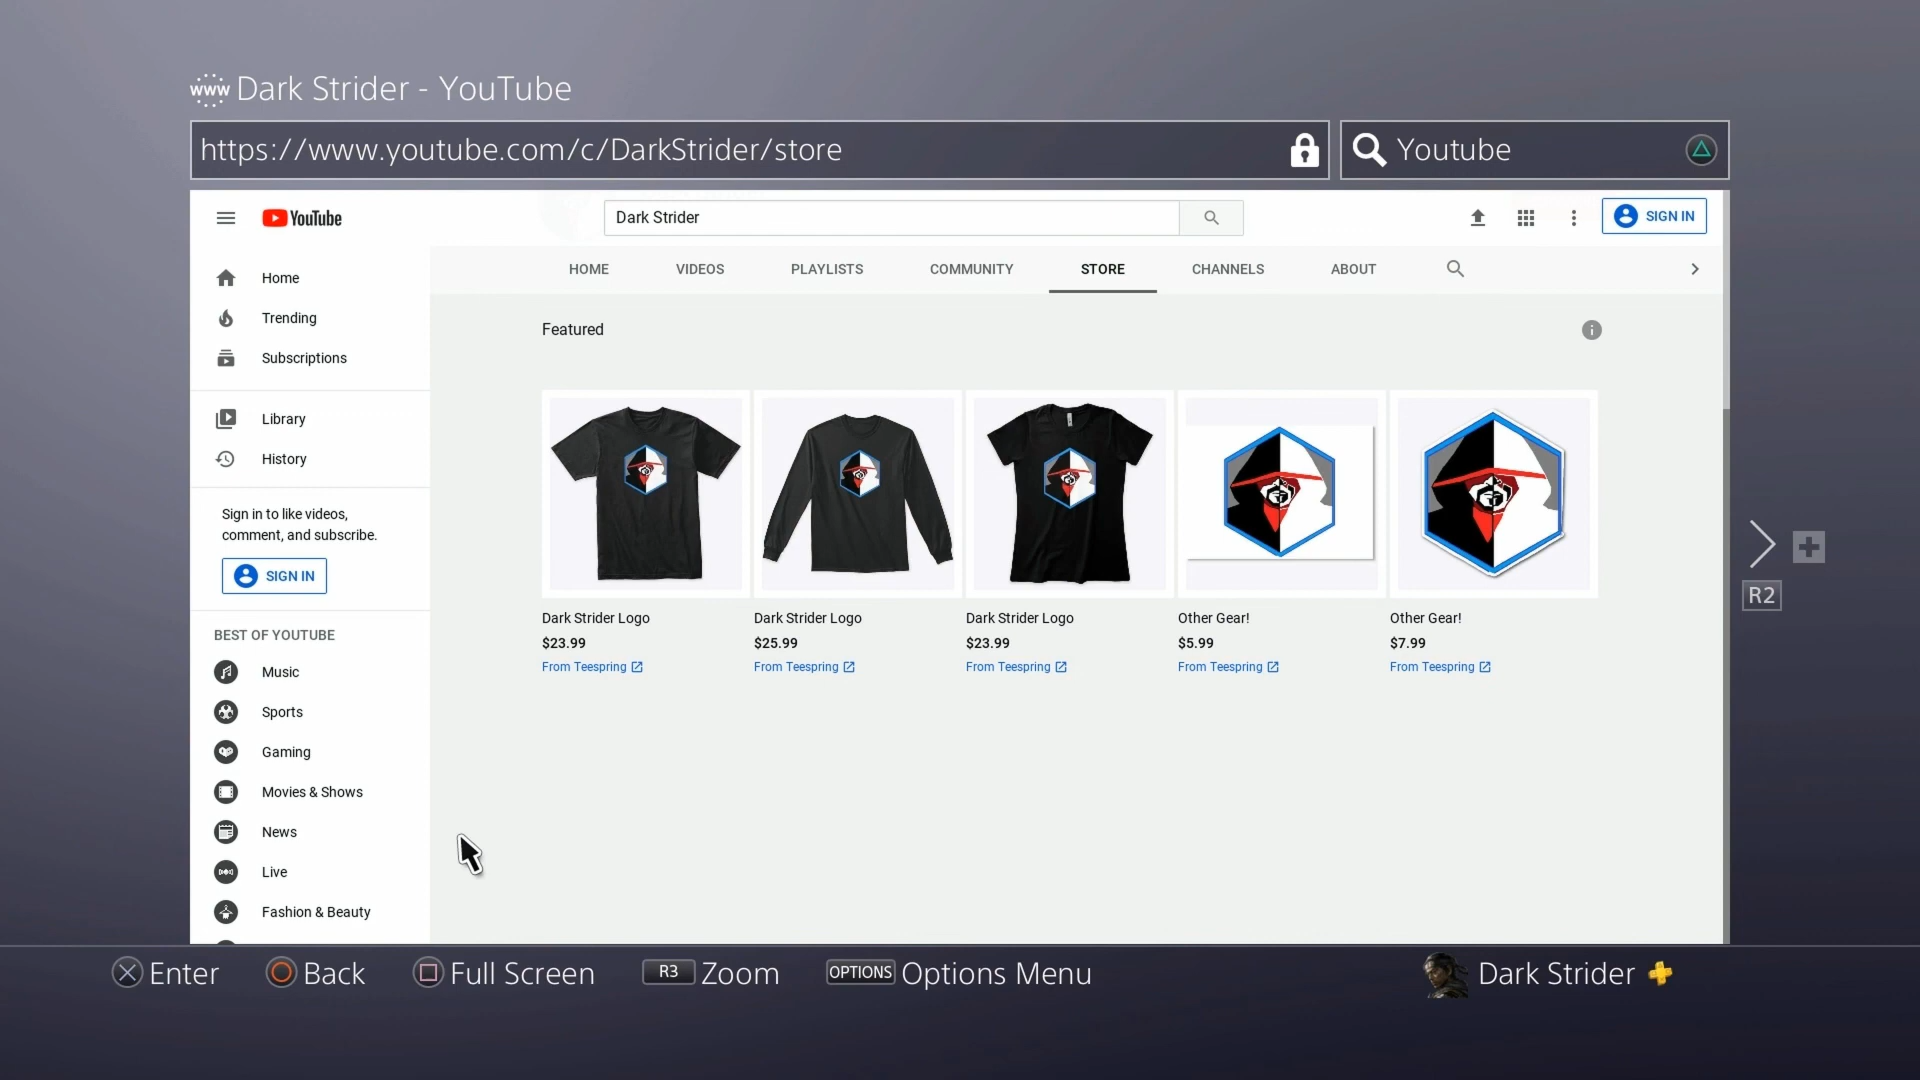 www Dark Strider - YouTube
https://www.youtube.com/c/DarkStrider/store
Youtube
YouTube
Dark Strider
SIGN IN
HOME VIDEOS PLAYLISTS COMMUNITY STORE CHANNELS ABOUT
Home
Trending
Subscriptions
Library
History
Sign in to like videos,
comment, and subscribe.
SIGN IN
BEST OF YOUTUBE
Music
Sports
Gaming
Movies & Shows
News
Live
Fashion & Beauty
Featured
Dark Strider Logo
$23.99
From Teespring
Dark Strider Logo
$25.99
From Teespring
Dark Strider Logo
$23.99
From Teespring
Other Gear!
$5.99
From Teespring
Other Gear!
$7.99
From Teespring
R2
Enter Back Full Screen R3 Zoom OPTIONS Options Menu Dark Strider